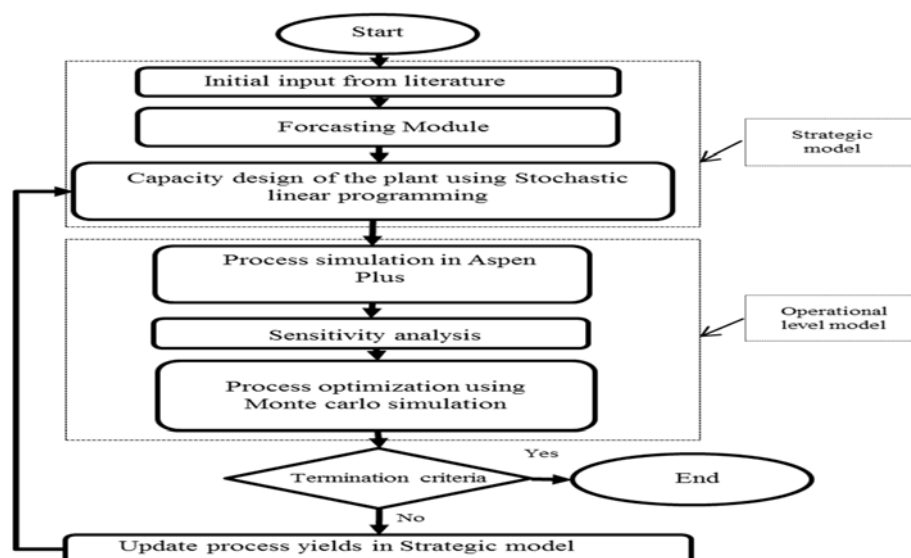 Start
Initial input from literature
Forcasting Module
Capacity design of the plant using Stochastic
linear programming
Strategic
model
Process simulation in Aspen
Plus
Sensitivity analysis
Process optimization using
Monte carlo simulation
Operational
level model
Termination criteria
Yes
End
No
Update process yields in Strategic model